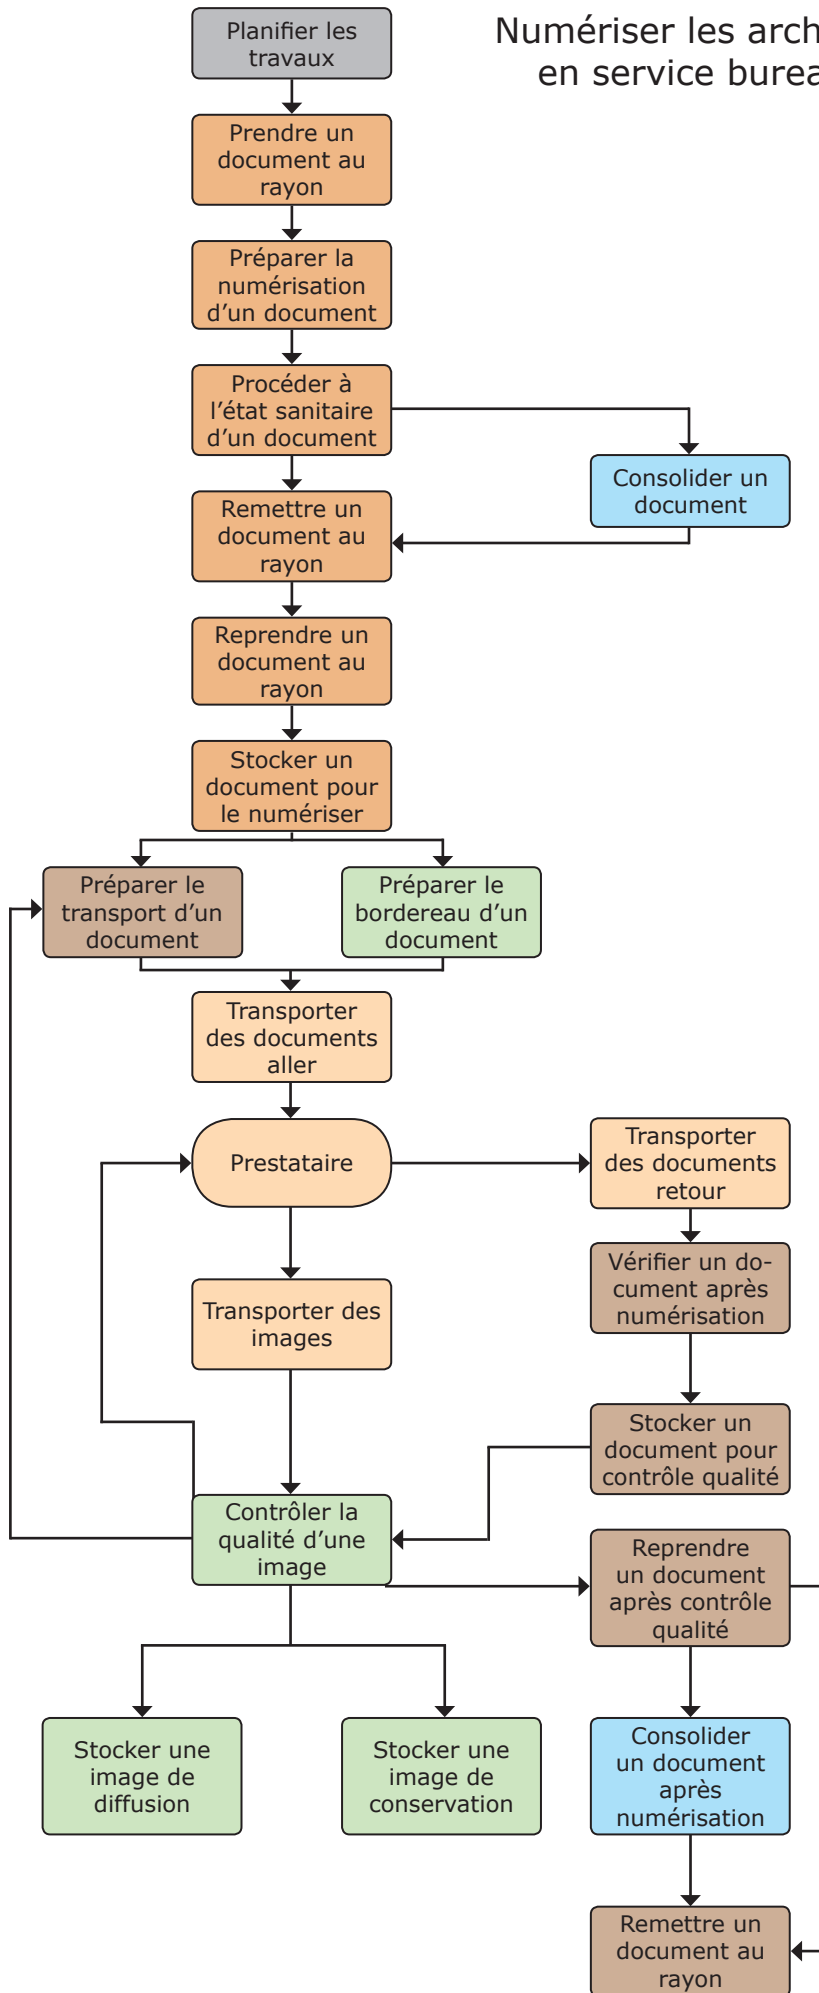 Planifier les
travaux
Numériser les arch
en service burea
Prendre un
document au
rayon
Préparer la
numérisation
d’un document
Procéder à
l’état sanitaire
d’un document
Consolider un
document
Remettre un
document au
rayon
Reprendre un
document au
rayon
Stocker un
document pour
le numériser
Préparer le
transport d’un
document
Préparer le
bordereau d’un
document
Transporter
des documents
aller
Prestataire
Transporter
des documents
retour
Vérifier un do-
cument après
numérisation
Transporter des
images
Stocker un
document pour
contrôle qualité
Contrôler la
qualité d’une
image
Reprendre
un document
après contrôle
qualité
Stocker une
image de
diffusion
Stocker une
image de
conservation
Consolider
un document
après
numérisation
Remettre un
document au
rayon